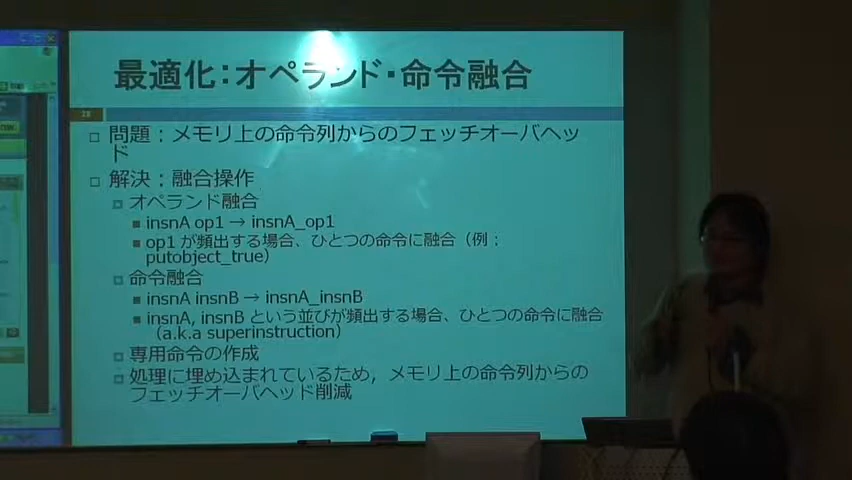 最適化：オペランド・命令融合
28
問題：メモリ上の命令列からのフェッチオーバヘッ
ド
解決：融合操作
オペランド融合
insnA op1 → insnA_op1
op1 が頻出する場合、ひとつの命令に融合（例：
putobject_true）
命令融合
insnA insnB → insnA_insnB
insnA, insnB という並びが頻出する場合、ひとつの命令に融合
（a.k.a superinstruction）
専用命令の作成
処理に埋め込まれているため，メモリ上の命令列からの
フェッチオーバヘッド削減